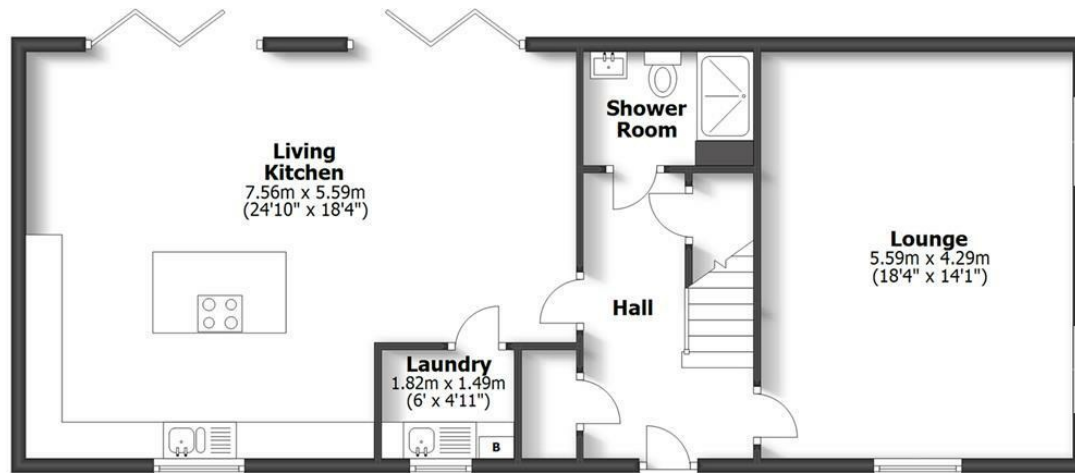 Living
Kitchen
7.56m x 5.59m
(24'10" x 18'4")
Shower
Room
Lounge
5.59m x 4.29m
(18'4" x 14'1")
Hall
Laundry
1.82m x 1.49m
(6' x 4'11")
B